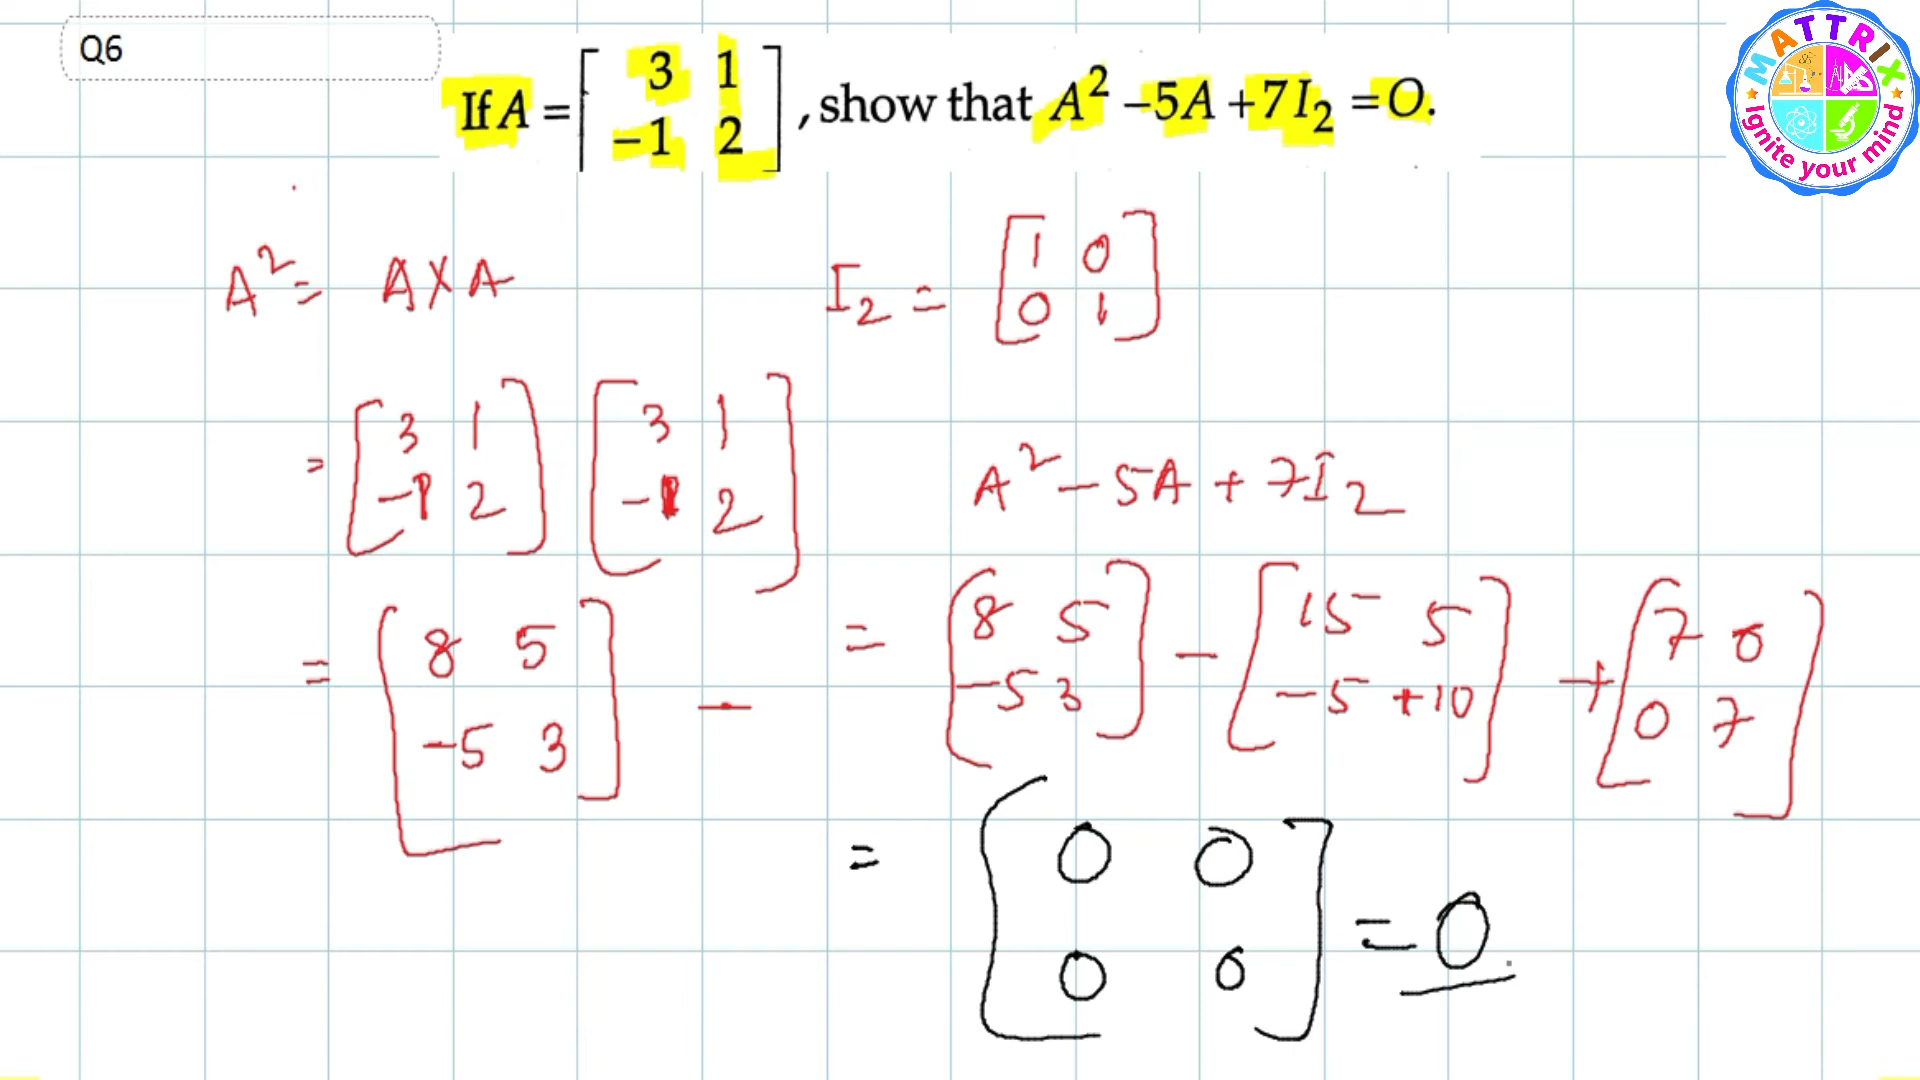 Q6
If A = [ 3 1
-1 2 ] , show that A² -5A +7I₂ =O.
MATTRIX
Ignite your mind
A² = A X A
I₂ = [ 1 0
0 1 ]
= [ 3 1
-1 2 ] [ 3 1
-1 2 ]
A² - 5A + 7I₂
= [ 8 5
-5 3 ] -
= [ 8 5
-5 3 ] - [ 15 5
-5 +10 ] + [ 7 0
0 7 ]
= [ 0 0
0 0 ] = 0